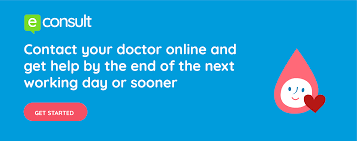 e consult
Contact your doctor online and
get help by the end of the next
working day or sooner
GET STARTED